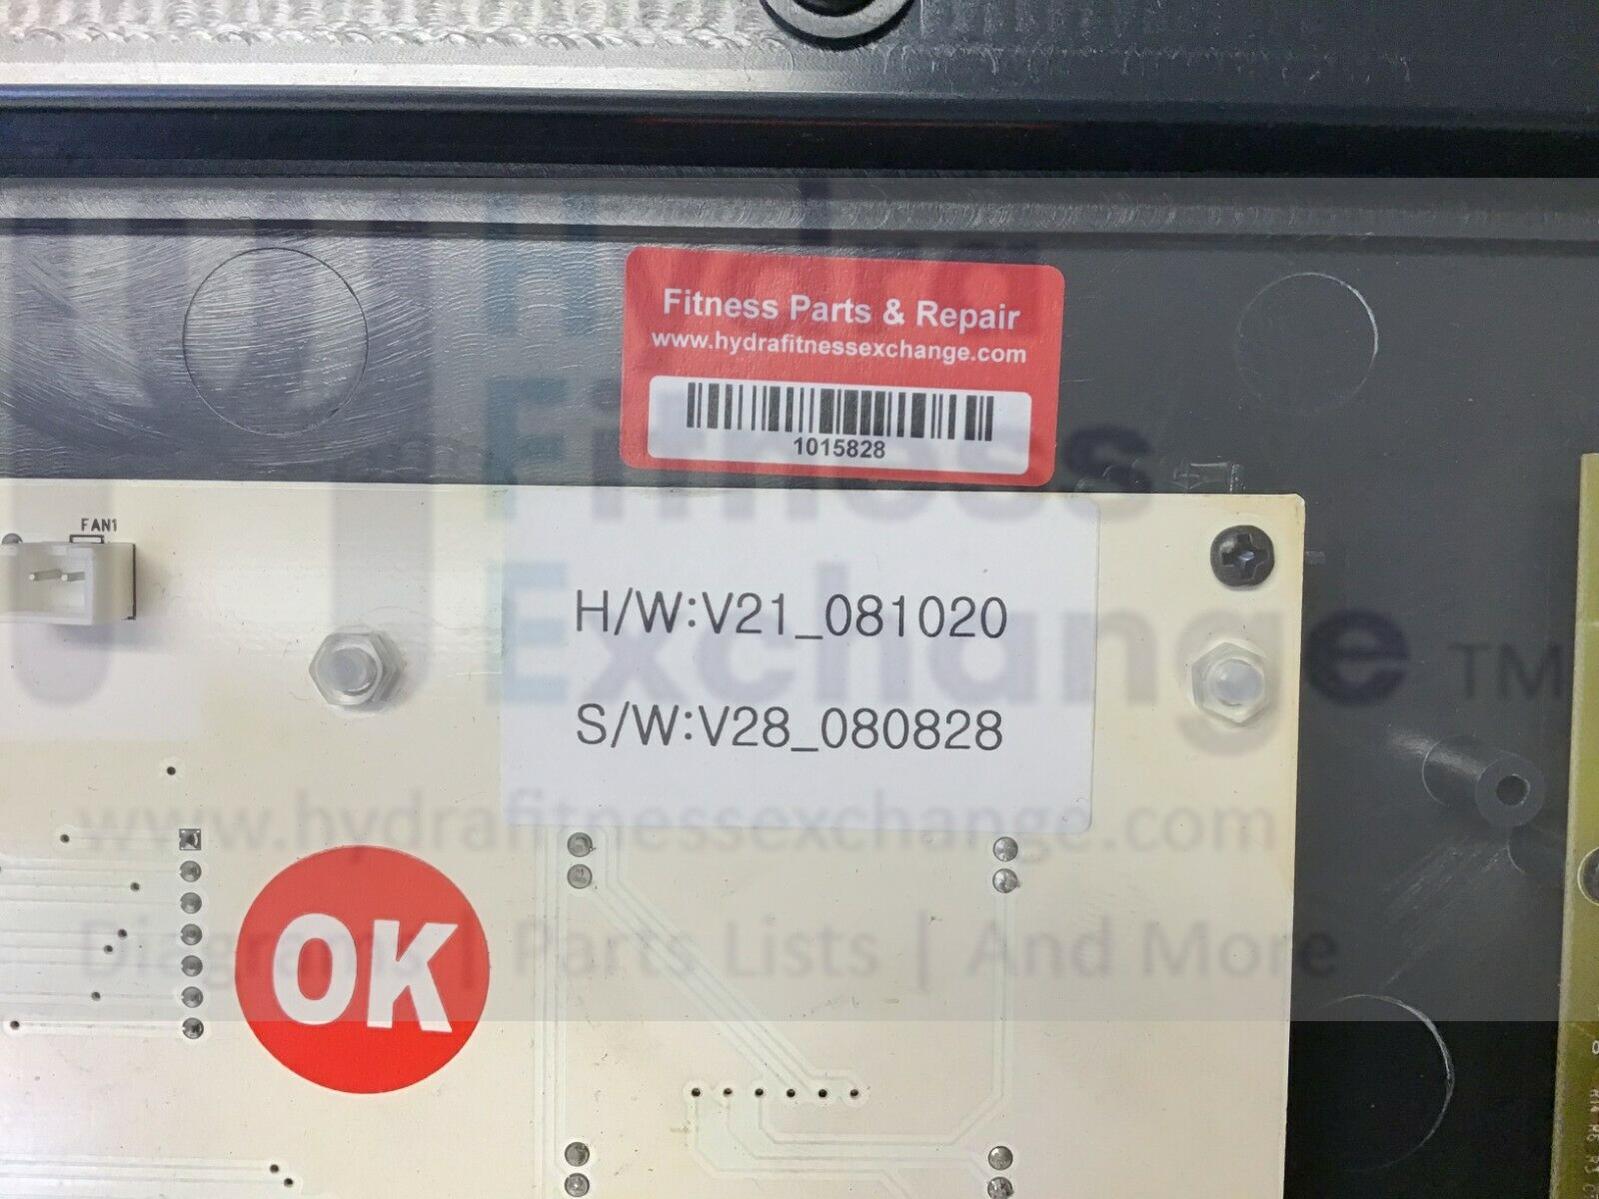 Hydra
Fitness Parts & Repair
www.hydrafitnessexchange.com
1015828
Fitness
FAN1
H/W:V21_081020
Exchange TM
S/W:V28_080828
www.hydrafitnessexchange.com
OK
Diagrams | Parts Lists | And More